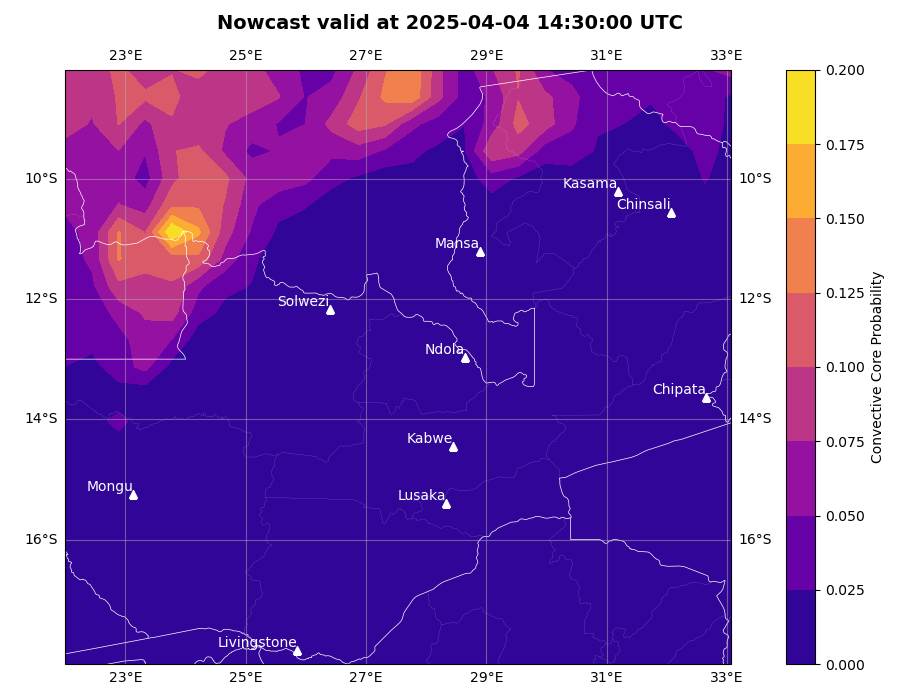 Nowcast valid at 2025-04-04 14:30:00 UTC
23°E 25°E 27°E 29°E 31°E 33°E
0.200
0.175
10°S 10°S
Kasama
Chinsali
0.150
Mansa
0.125
12°S 12°S
Solwezi
Ndola
0.100
Chipata
14°S 14°S
0.075
Kabwe
Mongu
Lusaka
0.050
16°S 16°S
0.025
Livingstone
0.000
23°E 25°E 27°E 29°E 31°E 33°E
Convective Core Probability